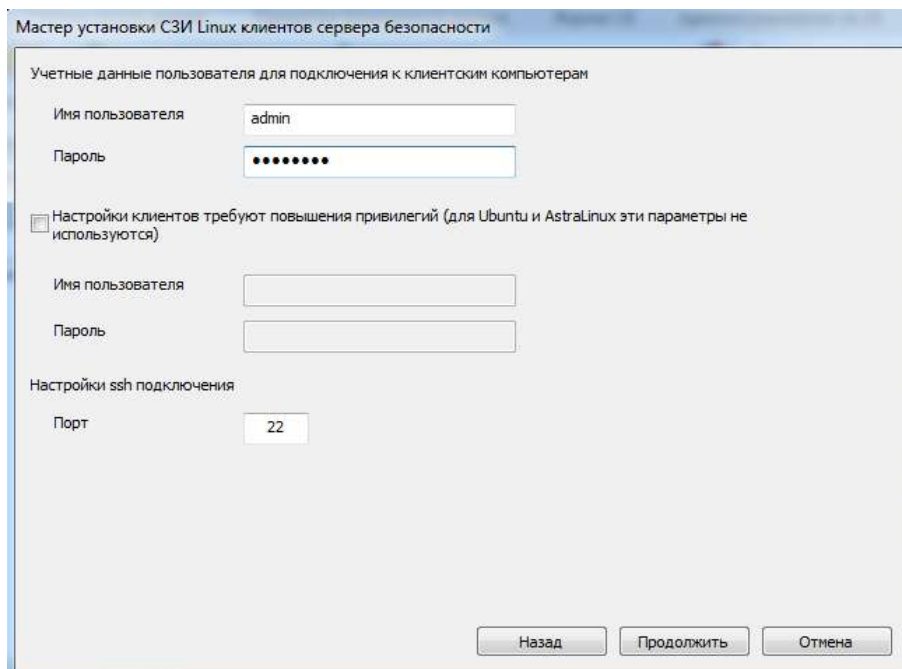 Мастер установки СЗИ Linux клиентов сервера безопасности
Учетные данные пользователя для подключения к клиентским компьютерам
Имя пользователя
admin
Пароль
••••••••
Настройки клиентов требуют повышения привилегий (для Ubuntu и AstraLinux эти параметры не
используются)
Имя пользователя
Пароль
Настройки ssh подключения
Порт
22
Назад
Продолжить
Отмена